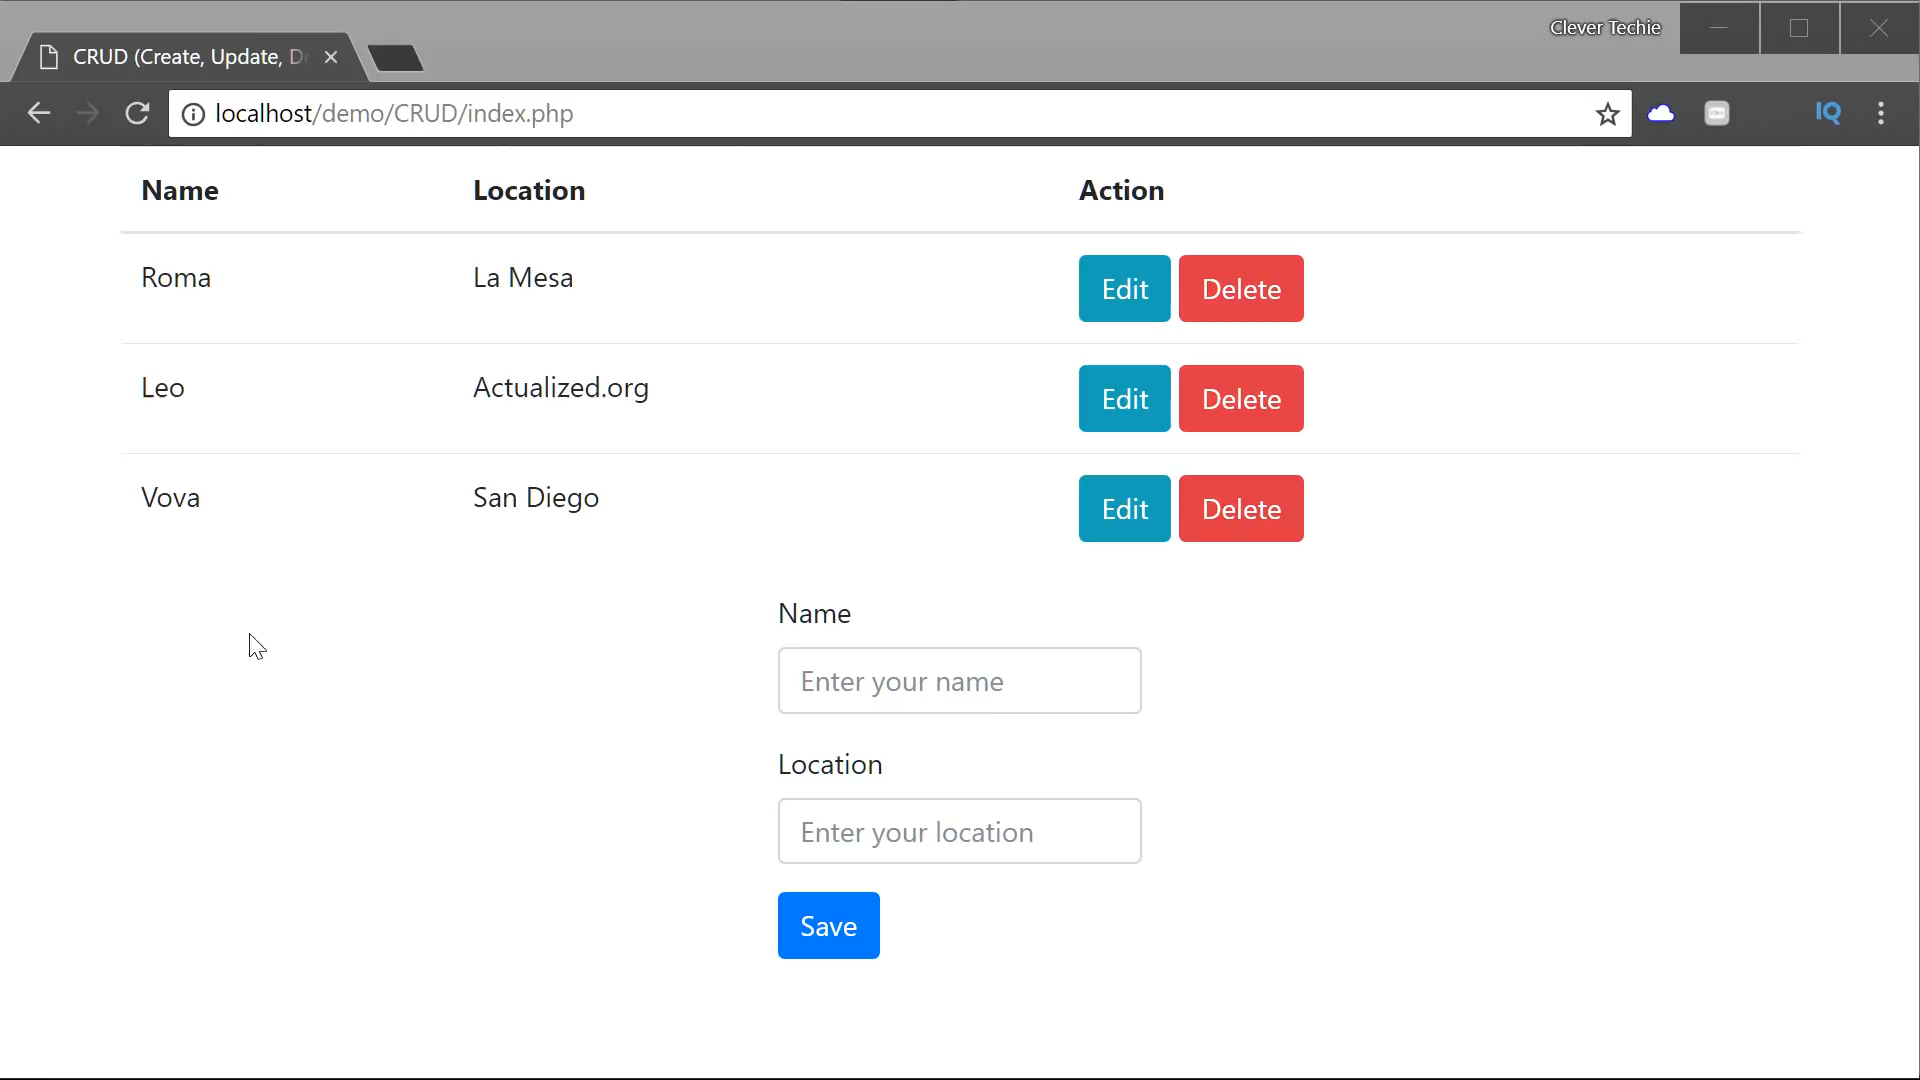 Clever Techie
CRUD (Create, Update, D
localhost/demo/CRUD/index.php
IQ
Name Location Action
Roma La Mesa Edit Delete
Leo Actualized.org Edit Delete
Vova San Diego Edit Delete
Name
Enter your name
Location
Enter your location
Save